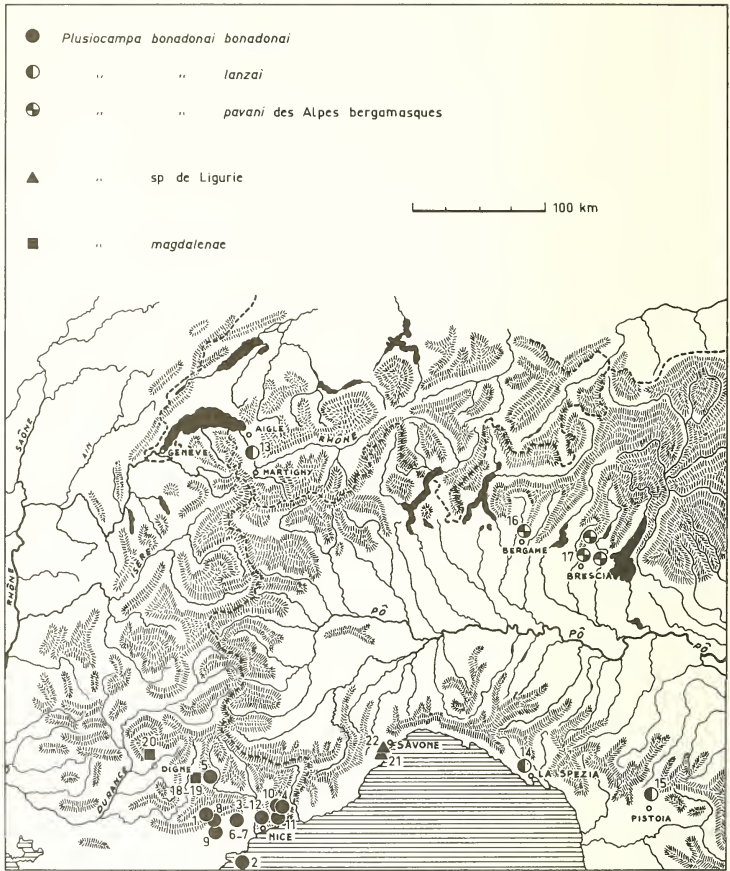 Plusiocampa bonadonai bonadonai
" " lanzai
" " pavani des Alpes bergamasques
" sp de Ligurie
" magdalenae
100 km
SAÔNE
AIN
GENÈVE
AIGLE
13
RHÔNE
MARTIGNY
ISÈRE
RHÔNE
16
BERGAME
17
BRESCIA
PÔ
PÔ
PÔ
20
DURANCE
DIGNE
5
18-19
22
SAVONE
21
14
LA SPEZIA
15
PISTOIA
10
4
1
8
3-12
11
6-7
9
NICE
2